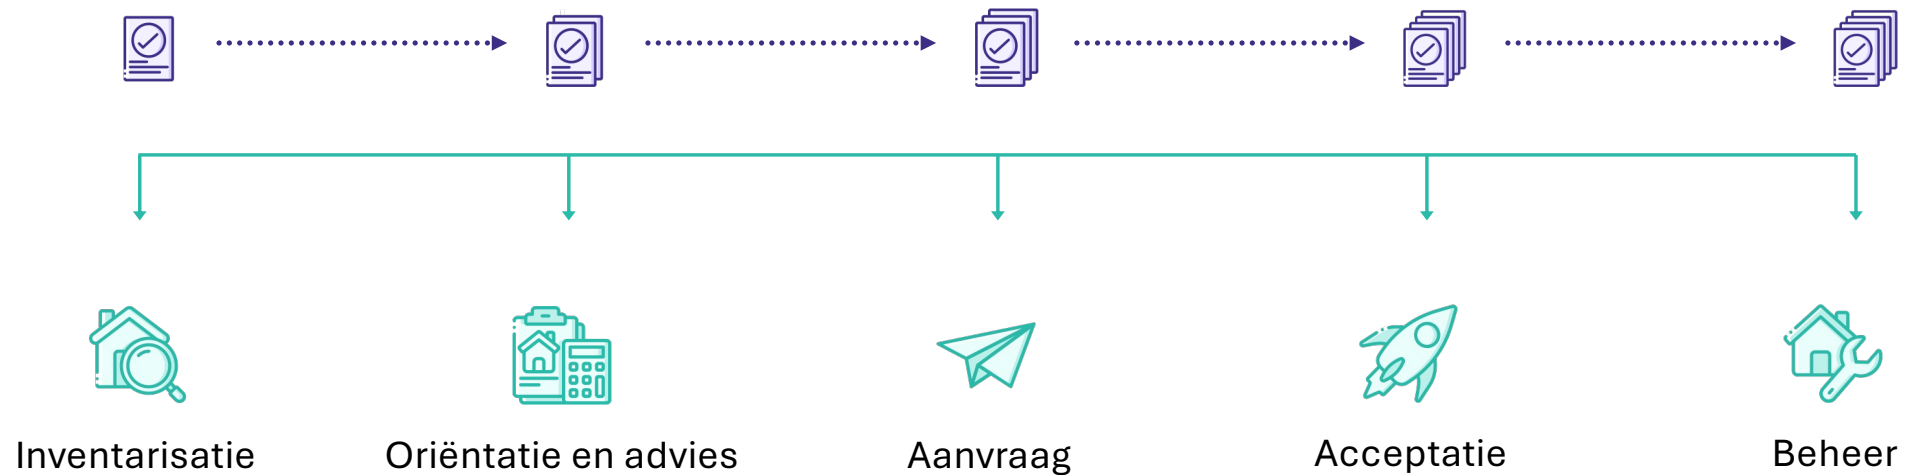 Inventarisatie
Oriëntatie en advies
Aanvraag
Acceptatie
Beheer